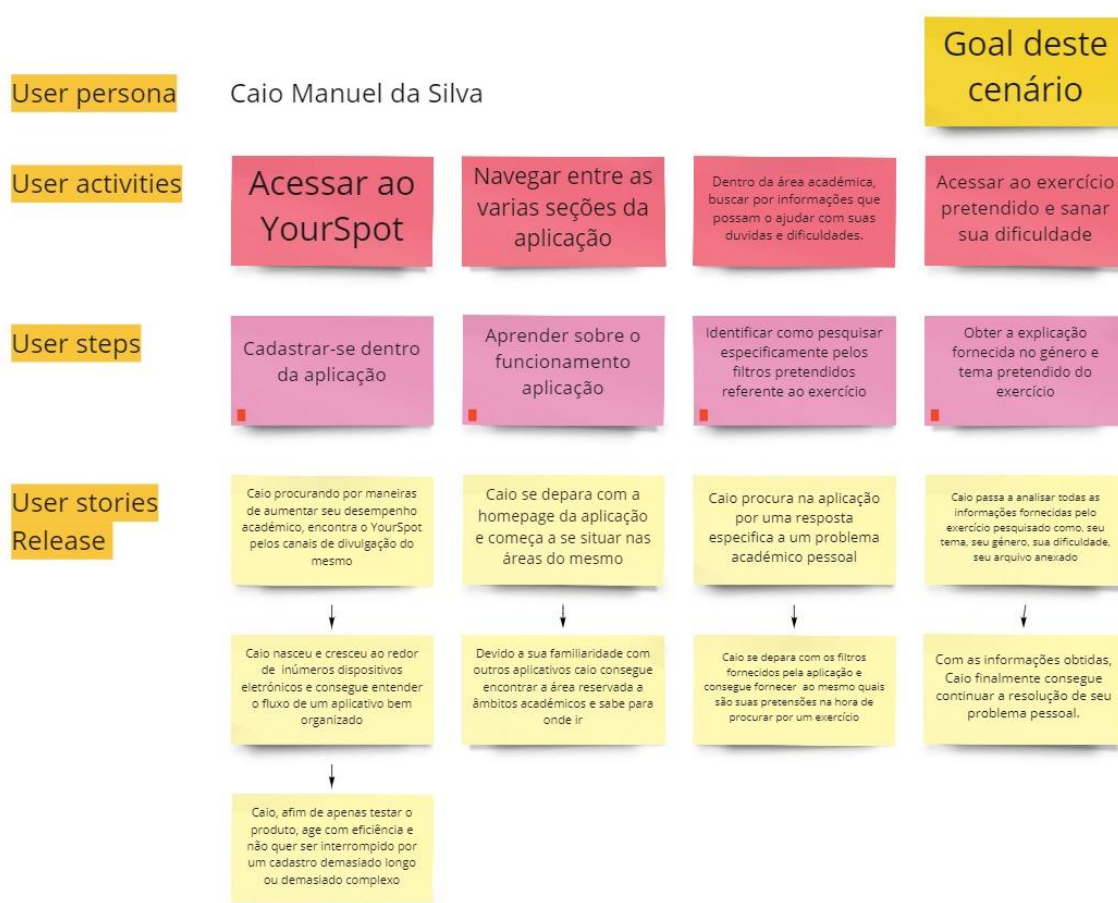 Goal deste
cenário
User persona
Caio Manuel da Silva
User activities
Acessar ao
YourSpot
Navegar entre as
varias seções da
aplicação
Dentro da área académica,
buscar por informações que
possam o ajudar com suas
duvidas e dificuldades.
Acessar ao exercício
pretendido e sanar
sua dificuldade
User steps
Cadastrar-se dentro
da aplicação
Aprender sobre o
funcionamento
aplicação
Identificar como pesquisar
especificamente pelos
filtros pretendidos
referente ao exercício
Obter a explicação
fornecida no género e
tema pretendido do
exercício
User stories
Release
Caio procurando por maneiras
de aumentar seu desempenho
académico, encontra o YourSpot
pelos canais de divulgação do
mesmo
Caio se depara com a
homepage da aplicação
e começa a se situar nas
áreas do mesmo
Caio procura na aplicação
por uma resposta
especifica a um problema
académico pessoal
Caio passa a analisar todas as
informações fornecidas pelo
exercício pesquisado como, seu
tema, seu género, sua dificuldade,
seu arquivo anexado
Caio nasceu e cresceu ao redor
de inúmeros dispositivos
eletrónicos e consegue entender
o fluxo de um aplicativo bem
organizado
Devido a sua familiaridade com
outros aplicativos caio consegue
encontrar a área reservada a
âmbitos académicos e sabe para
onde ir
Caio se depara com os filtros
fornecidos pela aplicação e
consegue fornecer ao mesmo quais
são suas pretensões na hora de
procurar por um exercício
Com as informações obtidas,
Caio finalmente consegue
continuar a resolução de seu
problema pessoal.
Caio, afim de apenas testar o
produto, age com eficiência e
não quer ser interrompido por
um cadastro demasiado longo
ou demasiado complexo